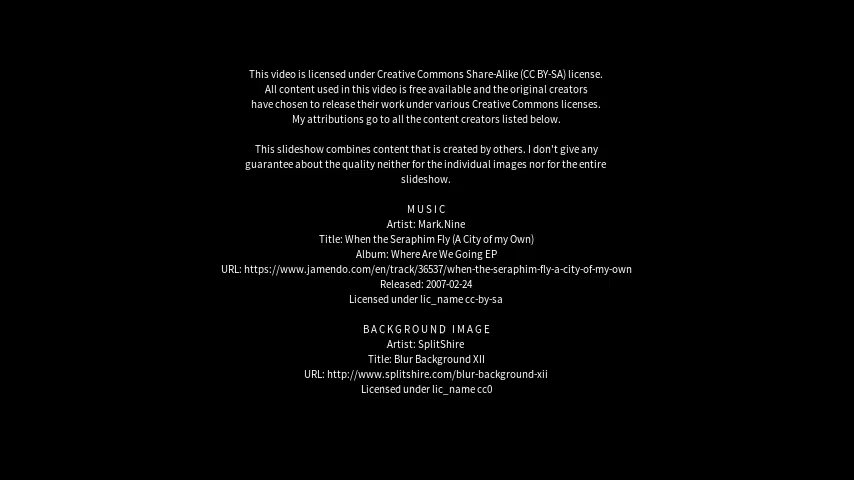 This video is licensed under Creative Commons Share-Alike (CC BY-SA) license.
All content used in this video is free available and the original creators
have chosen to release their work under various Creative Commons licenses.
My attributions go to all the content creators listed below.
This slideshow combines content that is created by others. I don't give any
guarantee about the quality neither for the individual images nor for the entire
slideshow.
M U S I C
Artist: Mark.Nine
Title: When the Seraphim Fly (A City of my Own)
Album: Where Are We Going EP
URL: https://www.jamendo.com/en/track/36537/when-the-seraphim-fly-a-city-of-my-own
Released: 2007-02-24
Licensed under lic_name cc-by-sa
B A C K G R O U N D   I M A G E
Artist: SplitShire
Title: Blur Background XII
URL: http://www.splitshire.com/blur-background-xii
Licensed under lic_name cc0